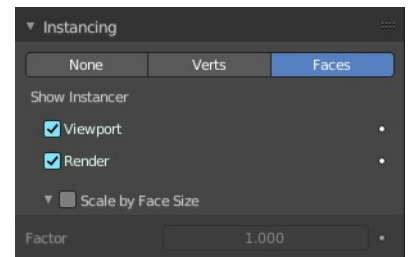 Instancing
None Verts Faces
Show Instancer
Viewport
Render
Scale by Face Size
Factor 1.000